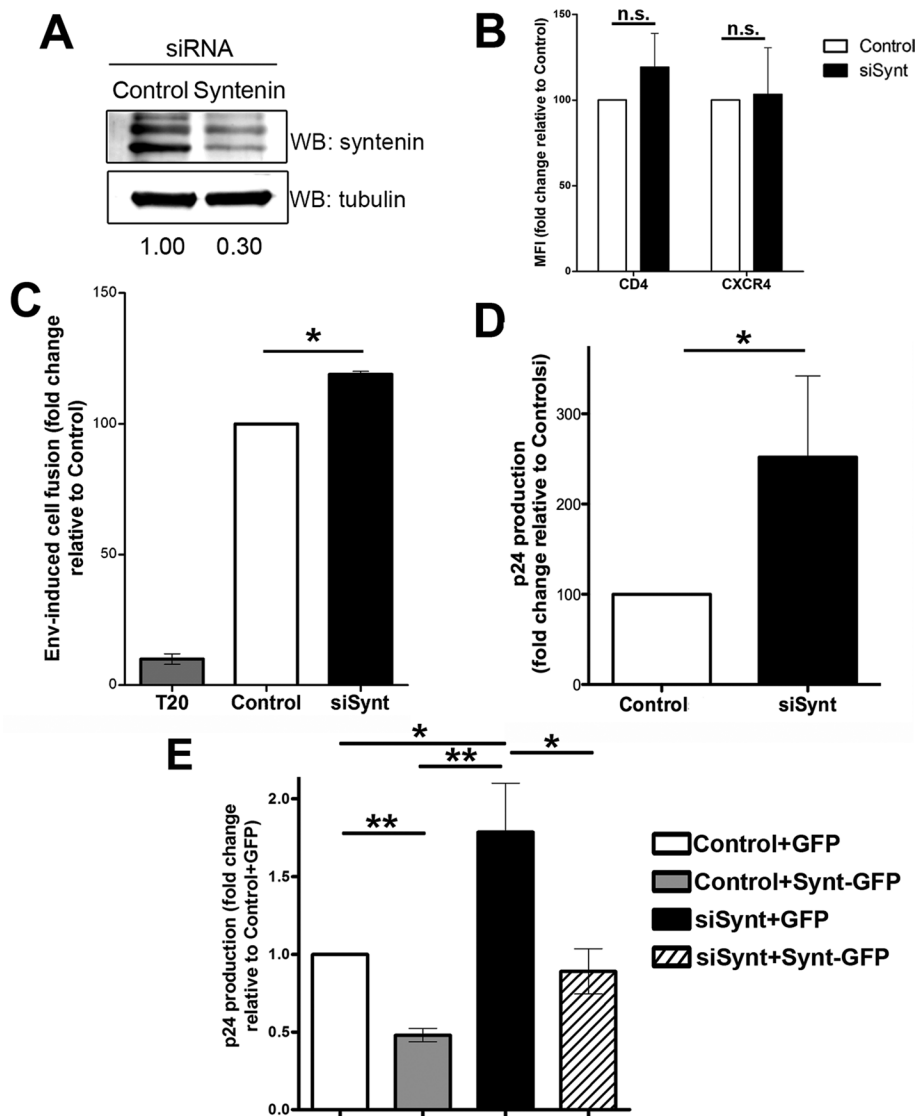 A
siRNA
Control Syntenin
WB: syntenin
WB: tubulin
1.00 0.30
B
MFI (fold change relative to Control)
150
100
50
0
n.s.
n.s.
CD4
CXCR4
Control
siSynt
C
Env-induced cell fusion (fold change
relative to Control)
150
100
50
0
*
T20
Control
siSynt
D
p24 production
(fold change relative to Controlsi)
300
200
100
0
*
Control
siSynt
E
p24 production (fold change
relative to Control+GFP)
2.0
1.5
1.0
0.5
0.0
*
**
*
**
Control+GFP
Control+Synt-GFP
siSynt+GFP
siSynt+Synt-GFP